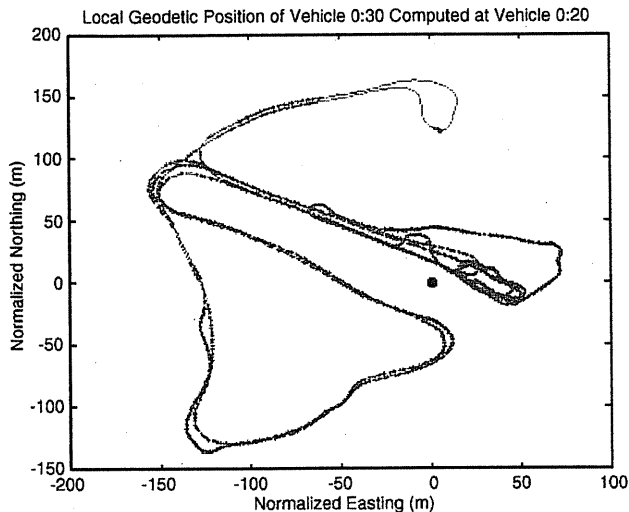 Local Geodetic Position of Vehicle 0:30 Computed at Vehicle 0:20
200
150
100
50
0
-50
-100
-150
Normalized Northing (m)
-200 -150 -100 -50 0 50 100
Normalized Easting (m)